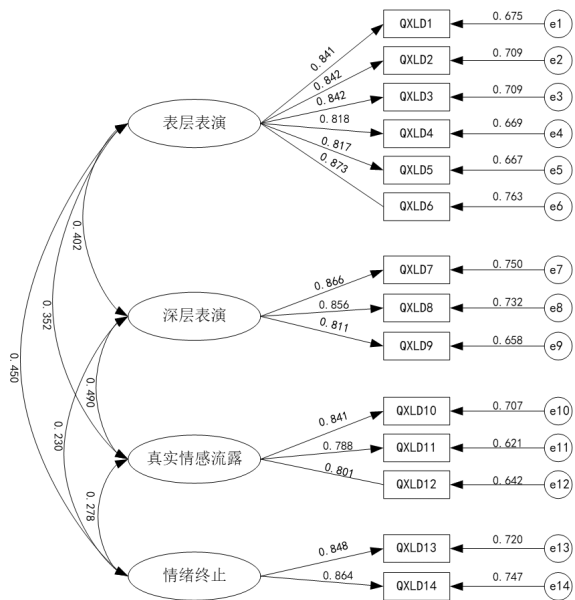 0.841 QXLD1 0.675 e1
0.842 QXLD2 0.709 e2
0.842 QXLD3 0.709 e3
表层表演
0.818 QXLD4 0.669 e4
0.817 QXLD5 0.667 e5
0.873 QXLD6 0.763 e6
0.402
0.866 QXLD7 0.750 e7
深层表演
0.856 QXLD8 0.732 e8
0.811 QXLD9 0.658 e9
0.352
0.450
0.490
0.230
0.841 QXLD10 0.707 e10
0.788 QXLD11 0.621 e11
真实情感流露
0.801 QXLD12 0.642 e12
0.278
0.848 QXLD13 0.720 e13
情绪终止
0.864 QXLD14 0.747 e14